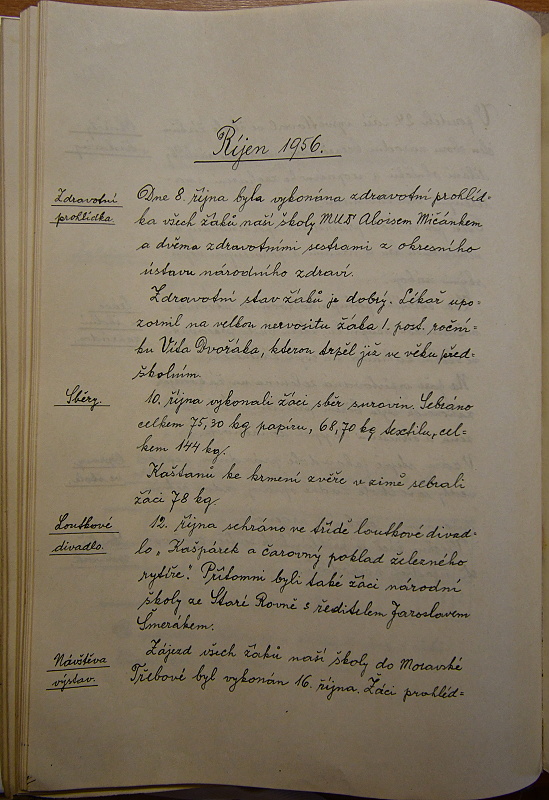 Říjen 1956.
Zdravotní
prohlídka.
Dne 8. října byla vykonána zdravotní prohlíd-
ka všech žáků naší školy MUDr Aloisem Mičánkem
a dvěma zdravotními sestrami z okresního
ústavu národního zdraví.
Zdravotní stav žáků je dobrý. Lékař upo-
zornil na velkou nervositu žáka 1. post. roční-
ku Víta Dvořáka, kterou trpěl již ve věku před-
školním.
Sběry.
10. října vykonali žáci sběr surovin. Sebráno
celkem 75,30 kg papíru, 68,70 kg textilu, cel-
kem 144 kg.
Kaštanů ke krmení zvěře v zimě sebrali
žáci 78 kg.
Loutkové
divadlo.
12. října sehráno ve třídě loutkové divad-
lo „Kašpárek a čarovný poklad železného
rytíře". Přítomni byli také žáci národní
školy ze Staré Rovně s ředitelem Jaroslavem
Šmerákem.
Návštěva
výstav.
Zájezd všech žáků naší školy do Moravské
Třebové byl vykonán 16. října. Žáci prohléd-